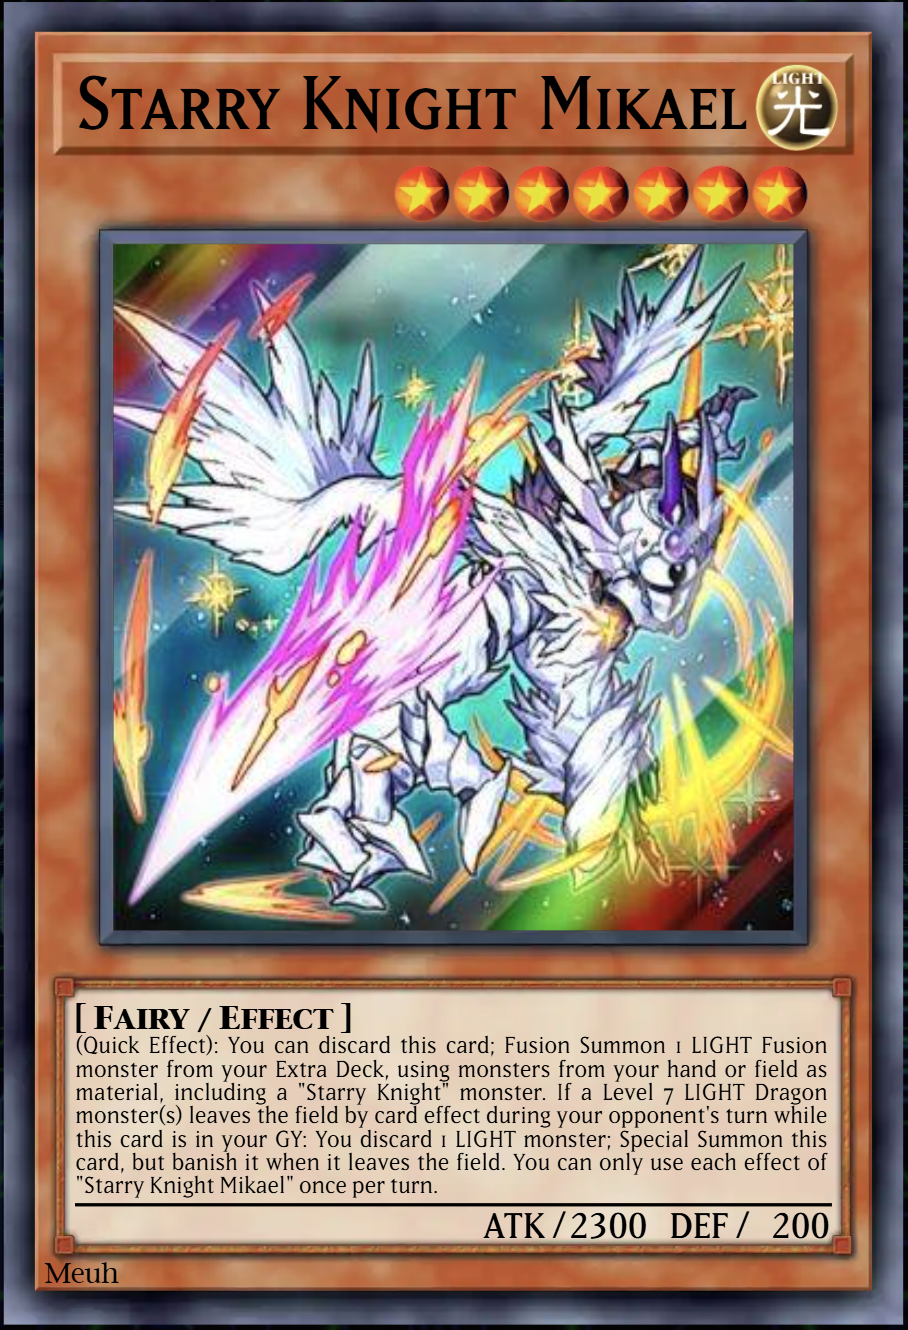 Starry Knight Mikael
LIGHT
光
[ Fairy / Effect ]
(Quick Effect): You can discard this card; Fusion Summon 1 LIGHT Fusion
monster from your Extra Deck, using monsters from your hand or field as
material, including a "Starry Knight" monster. If a Level 7 LIGHT Dragon
monster(s) leaves the field by card effect during your opponent's turn while
this card is in your GY: You discard 1 LIGHT monster; Special Summon this
card, but banish it when it leaves the field. You can only use each effect of
"Starry Knight Mikael" once per turn.
ATK / 2300 DEF / 200
Meuh